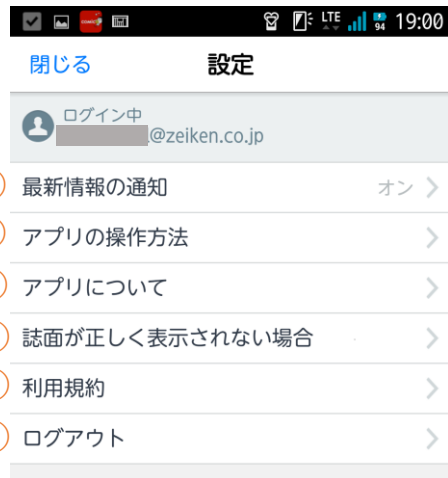 LTE 94 19:00
閉じる 設定
ログイン中
@zeiken.co.jp
最新情報の通知 オン
アプリの操作方法
アプリについて
誌面が正しく表示されない場合
利用規約
ログアウト